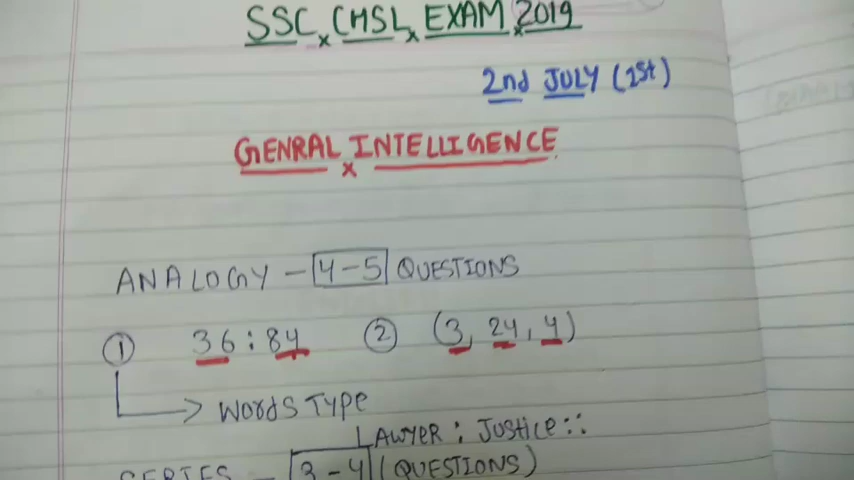 SSC x CHSL x EXAM x 2019
2nd JULY (1st)
GENRAL x INTELLIGENCE
ANALOGY - 4-5 QUESTIONS
① 36:84 ② (3, 24, 4)
→ WORDS TYPE
LAWYER : JUSTICE ::
SERIES - 3-4 (QUESTIONS)